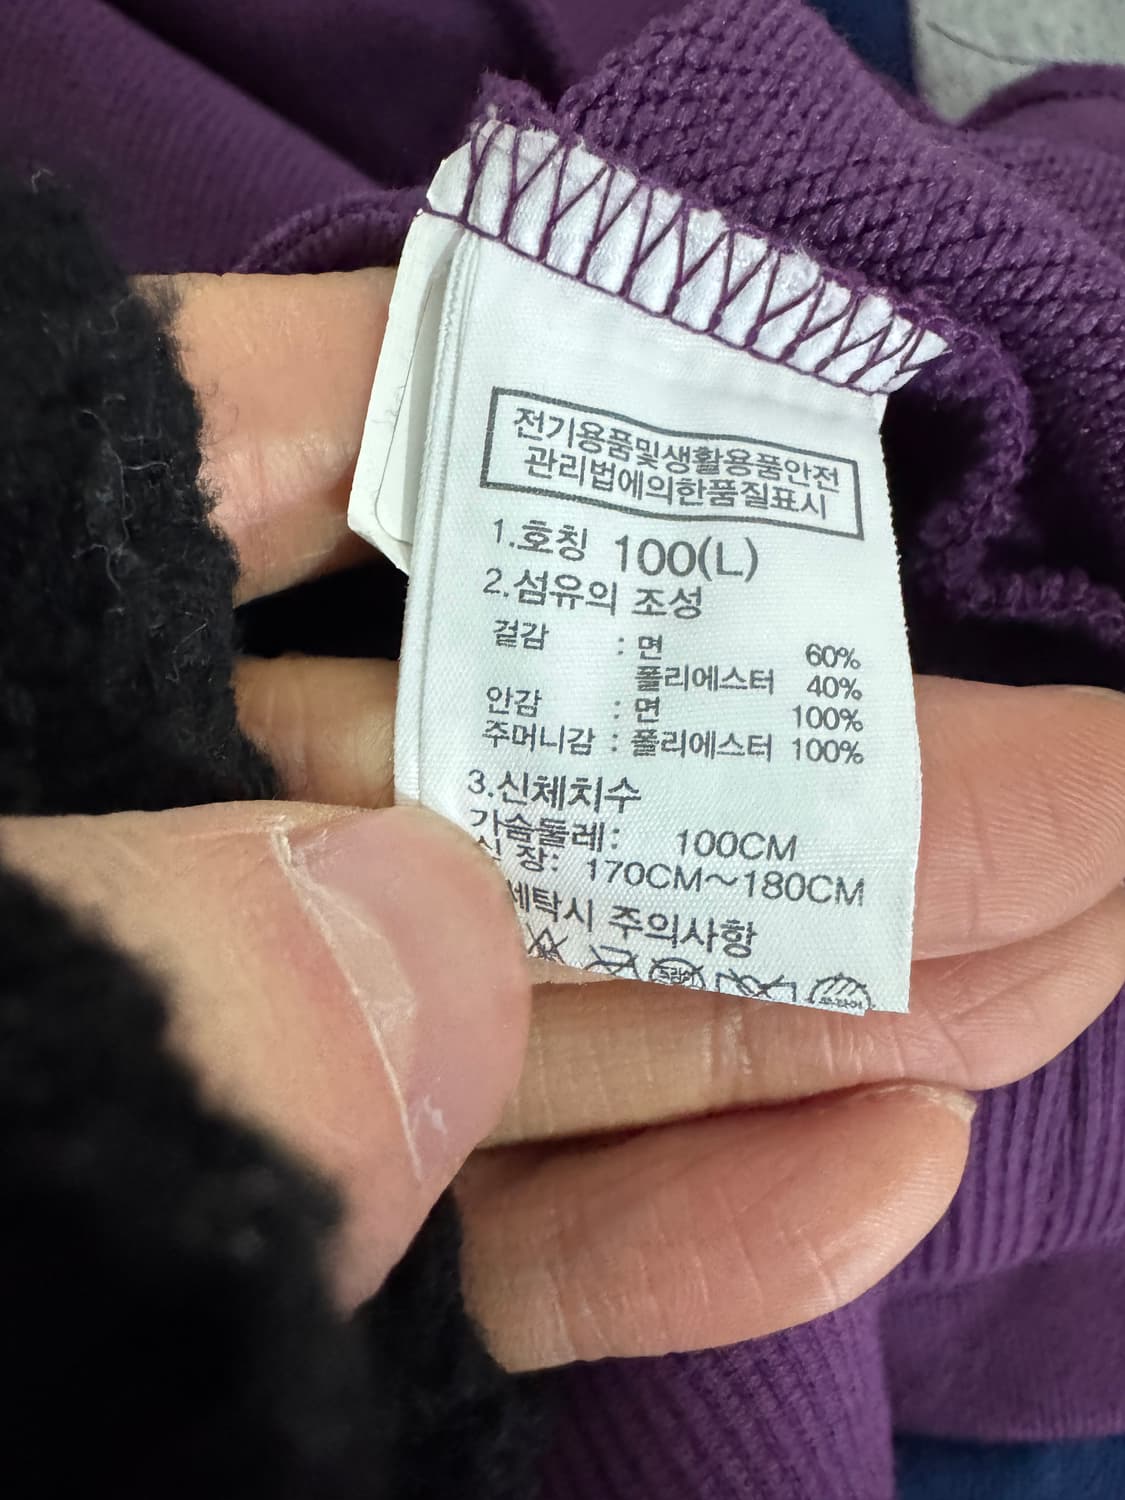 전기용품및생활용품안전
관리법에의한품질표시
1.호칭 100(L)
2.섬유의 조성
겉감 : 면 60%
폴리에스터 40%
안감 : 면 100%
주머니감 : 폴리에스터 100%
3.신체치수
가슴둘레: 100CM
장: 170CM~180CM
세탁시 주의사항